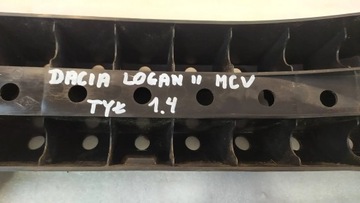 DACIA LOGAN II MCV
TYŁ 1.4